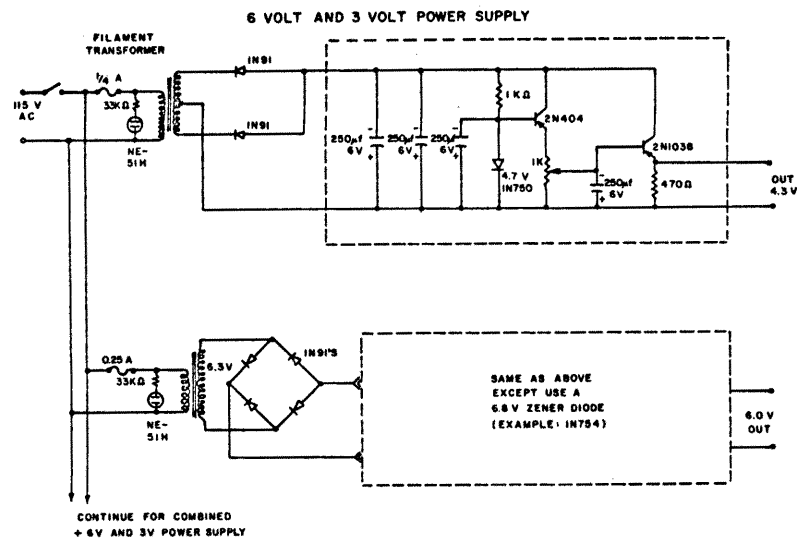 6 VOLT AND 3 VOLT POWER SUPPLY
FILAMENT
TRANSFORMER
1/4 A
33KΩ
115 V
AC
NE-
51H
1N91
1N91
250µf
6V
250µf
6V
250µf
6V
1KΩ
2N404
4.7 V
1N750
1K
250µf
6V
2N1038
470Ω
OUT
4.3 V
0.25 A
33KΩ
NE-
51H
6.3V
1N91'S
SAME AS ABOVE
EXCEPT USE A
6.8 V ZENER DIODE
(EXAMPLE: 1N754)
6.0 V
OUT
CONTINUE FOR COMBINED
+ 6V AND 3V POWER SUPPLY